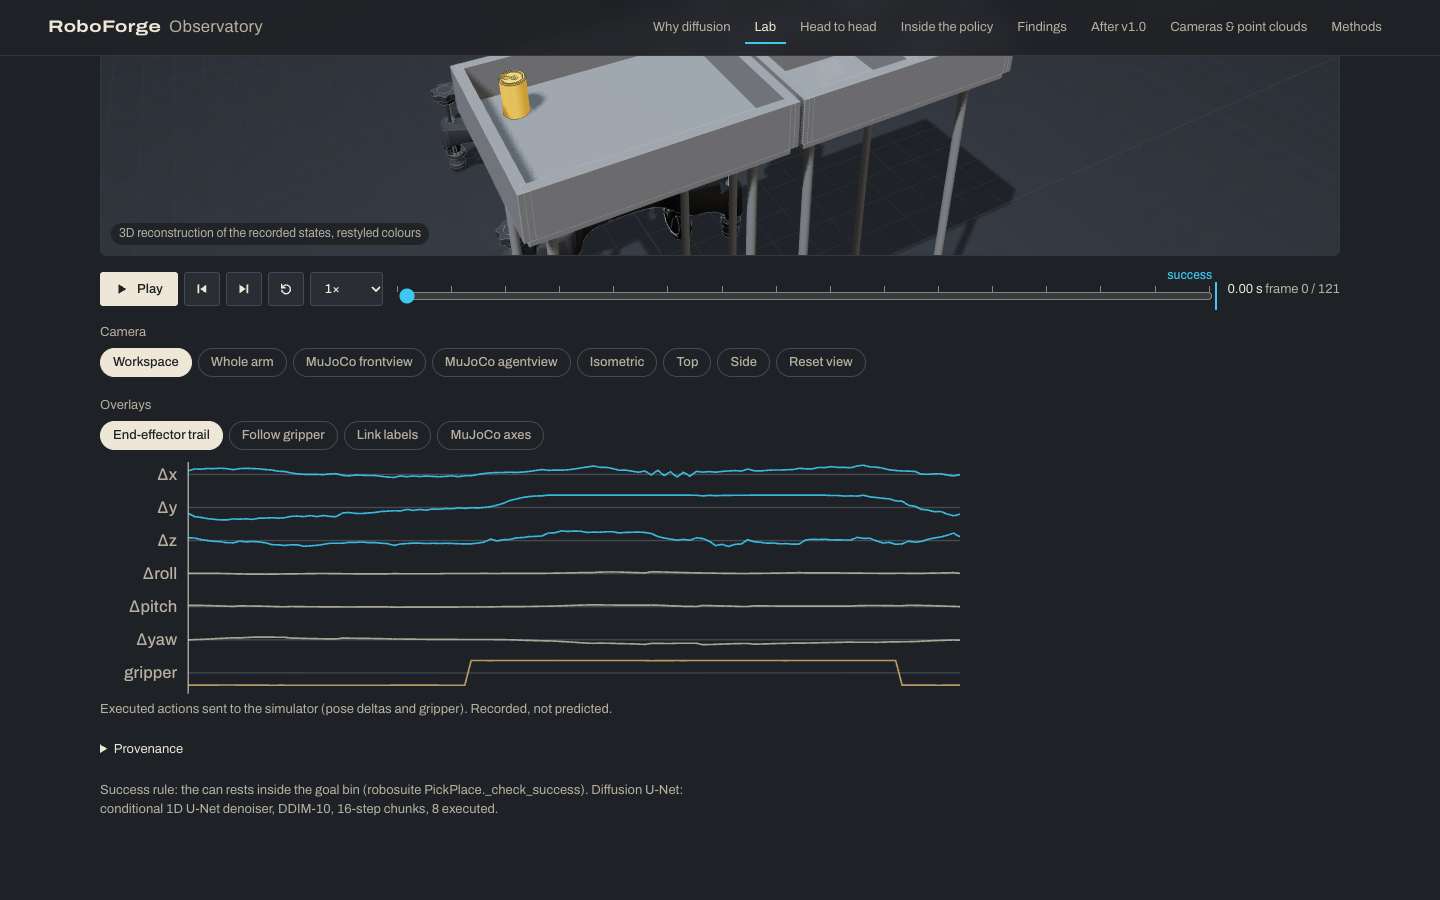 RoboForge Observatory
Why diffusion Lab Head to head Inside the policy Findings After v1.0 Cameras & point clouds Methods
3D reconstruction of the recorded states, restyled colours
success
Play 1× 0.00 s frame 0 / 121
Camera
Workspace Whole arm MuJoCo frontview MuJoCo agentview Isometric Top Side Reset view
Overlays
End-effector trail Follow gripper Link labels MuJoCo axes
Δx
Δy
Δz
Δroll
Δpitch
Δyaw
gripper
Executed actions sent to the simulator (pose deltas and gripper). Recorded, not predicted.
Provenance
Success rule: the can rests inside the goal bin (robosuite PickPlace._check_success). Diffusion U-Net:
conditional 1D U-Net denoiser, DDIM-10, 16-step chunks, 8 executed.